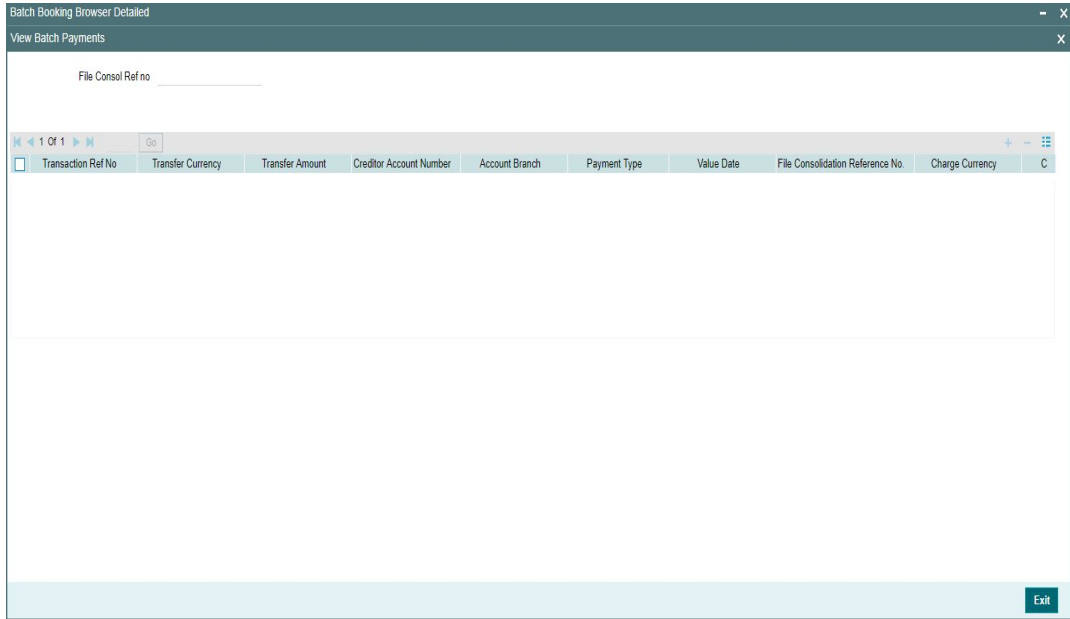 Batch Booking Browser Detailed
View Batch Payments
File Consol Ref no
1 Of 1 Go
Transaction Ref No Transfer Currency Transfer Amount Creditor Account Number Account Branch Payment Type Value Date File Consolidation Reference No. Charge Currency C
Exit